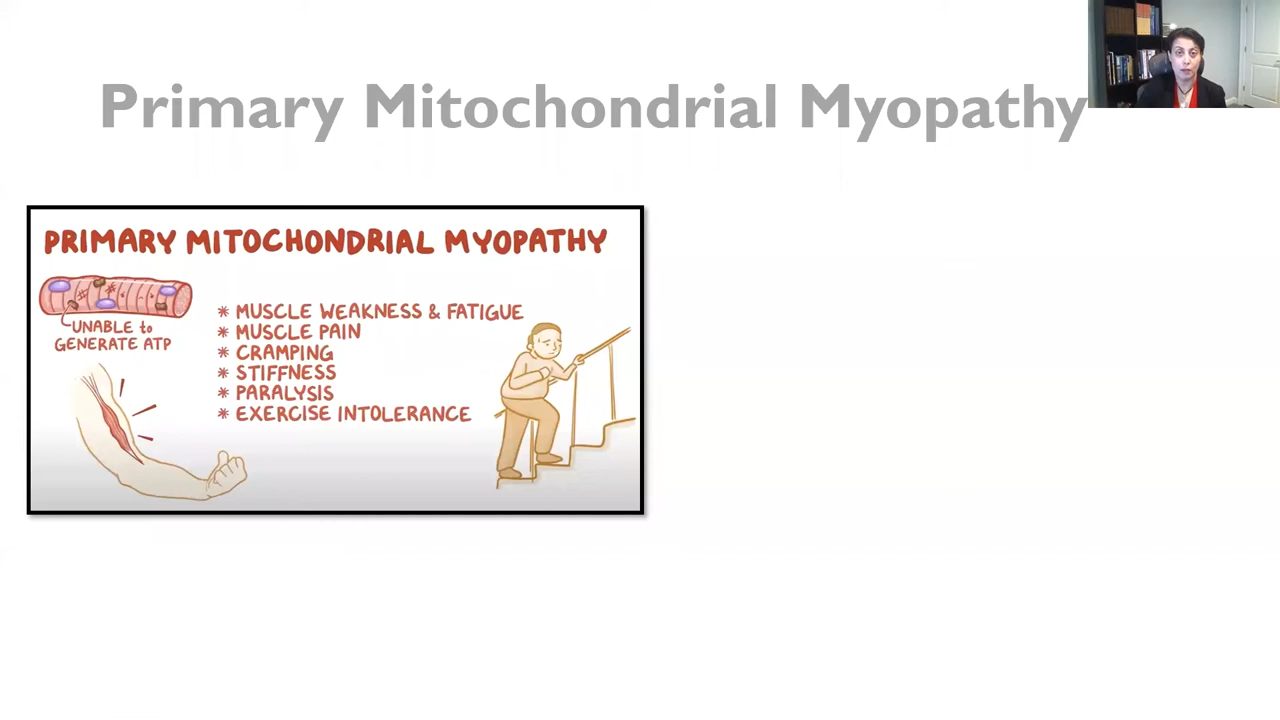 Primary Mitochondrial Myopathy
PRIMARY MITOCHONDRIAL MYOPATHY
UNABLE to
GENERATE ATP
* MUSCLE WEAKNESS & FATIGUE
* MUSCLE PAIN
* CRAMPING
* STIFFNESS
* PARALYSIS
* EXERCISE INTOLERANCE